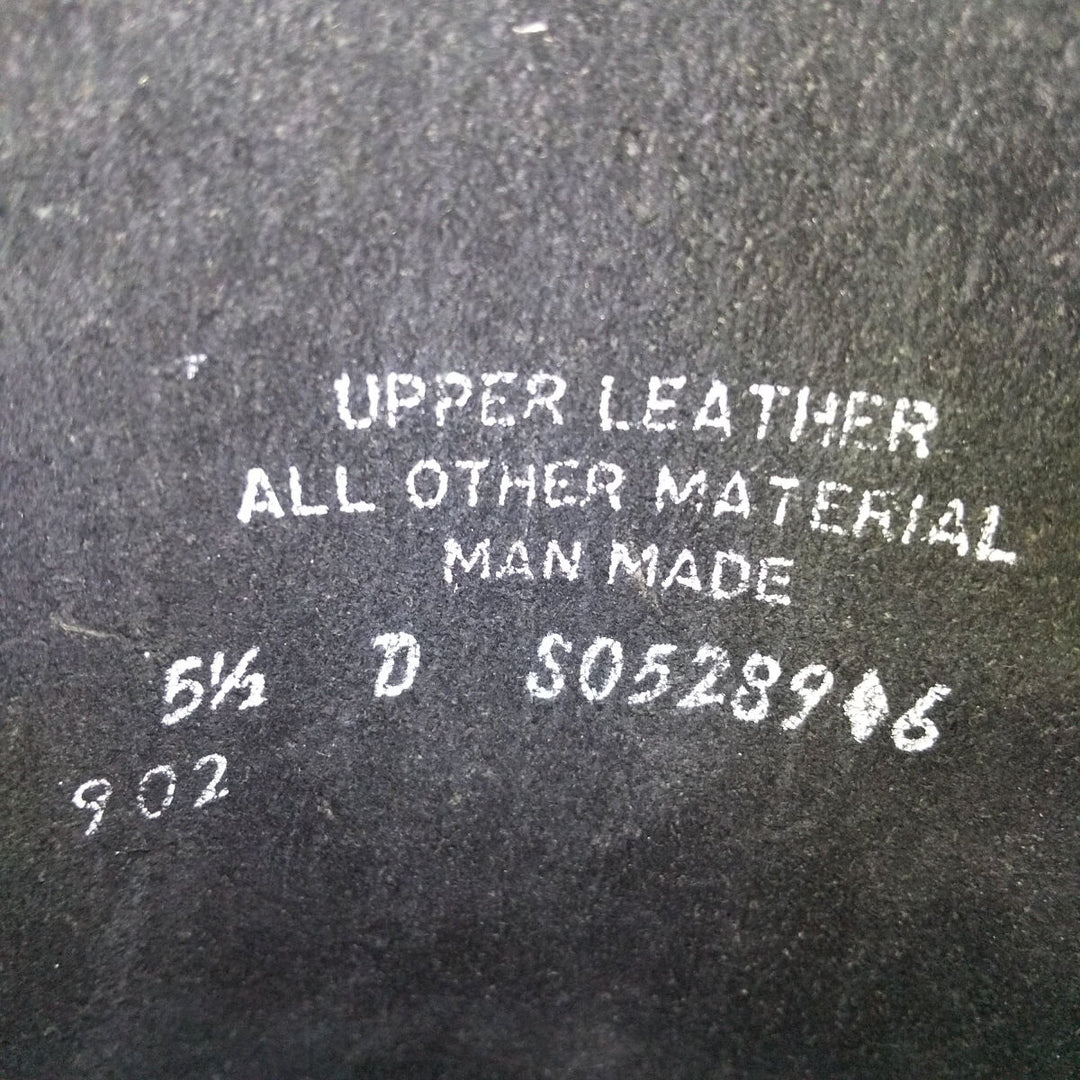 UPPER LEATHER
ALL OTHER MATERIAL
MAN MADE
5½ D
902